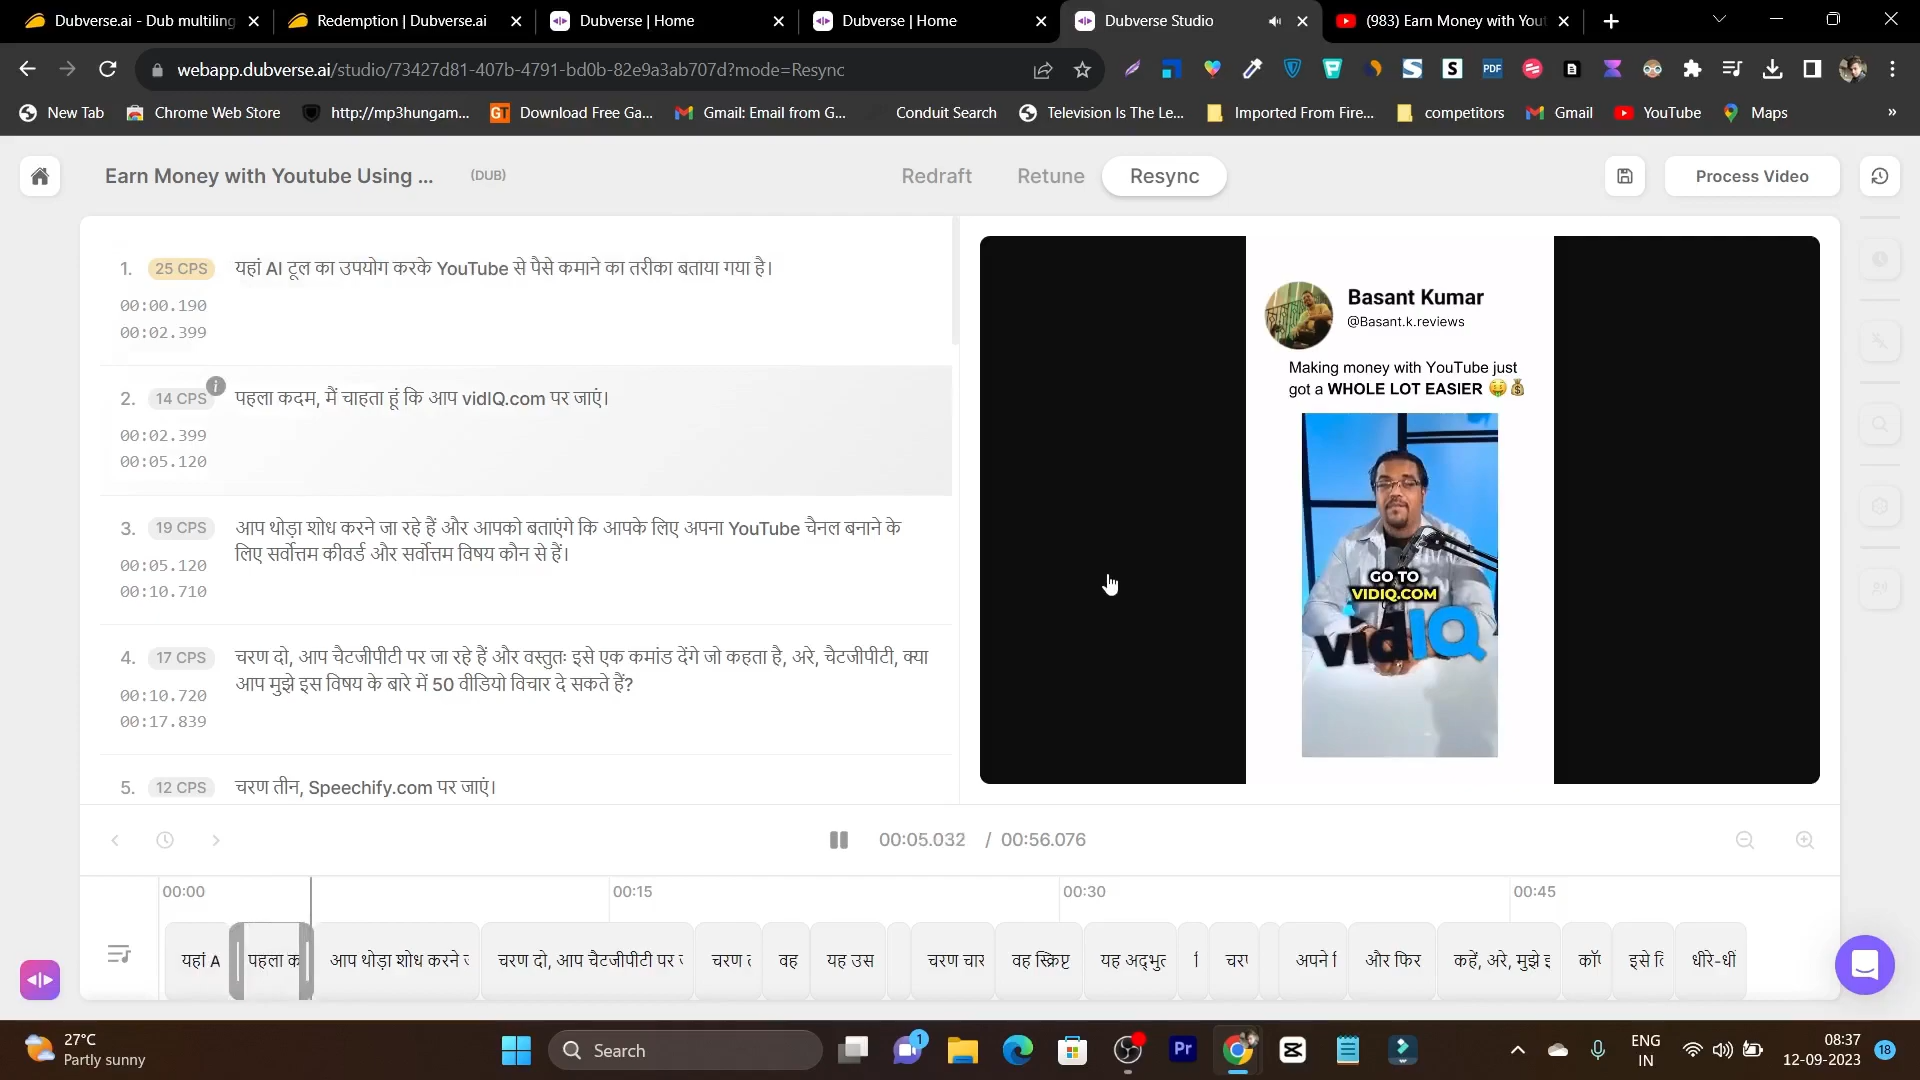 Dubverse.ai - Dub multiling
Redemption | Dubverse.ai
Dubverse | Home
Dubverse | Home
Dubverse Studio
(983) Earn Money with Yout
webapp.dubverse.ai/studio/73427d81-407b-4791-bd0b-82e9a3ab707d?mode=Resync
New Tab
Chrome Web Store
http://mp3hungam...
Download Free Ga...
Gmail: Email from G...
Conduit Search
Television Is The Le...
Imported From Fire...
competitors
Gmail
YouTube
Maps
»
Earn Money with Youtube Using ...
(DUB)
Redraft
Retune
Resync
Process Video
1. 25 CPS यहां AI टूल का उपयोग करके YouTube से पैसे कमाने का तरीका बताया गया है।
00:00.190
00:02.399
2. 14 CPS पहला कदम, मैं चाहता हूं कि आप vidIQ.com पर जाएं।
00:02.399
00:05.120
3. 19 CPS आप थोड़ा शोध करने जा रहे हैं और आपको बताएंगे कि आपके लिए अपना YouTube चैनल बनाने के
लिए सर्वोत्तम कीवर्ड और सर्वोत्तम विषय कौन से हैं।
00:05.120
00:10.710
4. 17 CPS चरण दो, आप चैटजीपीटी पर जा रहे हैं और वस्तुतः इसे एक कमांड देंगे जो कहता है, अरे, चैटजीपीटी, क्या
आप मुझे इस विषय के बारे में 50 वीडियो विचार दे सकते हैं?
00:10.720
00:17.839
5. 12 CPS चरण तीन, Speechify.com पर जाएं।
Basant Kumar
@Basant.k.reviews
Making money with YouTube just
got a WHOLE LOT EASIER 🤑💰
GO TO
VIDIQ.COM
vidIQ
00:05.032 / 00:56.076
00:00
00:15
00:30
00:45
यहां A
पहला क
आप थोड़ा शोध करने
चरण दो, आप चैटजीपीटी पर
चरण
वह
यह उस
चरण चार
वह स्क्रिप्ट
यह अद्भुत
अपने
और फिर
कहें, अरे, मुझे
इसे
धीरे-धी
27°C
Partly sunny
Search
1
PDF
Pr
ENG
IN
08:37
12-09-2023
18